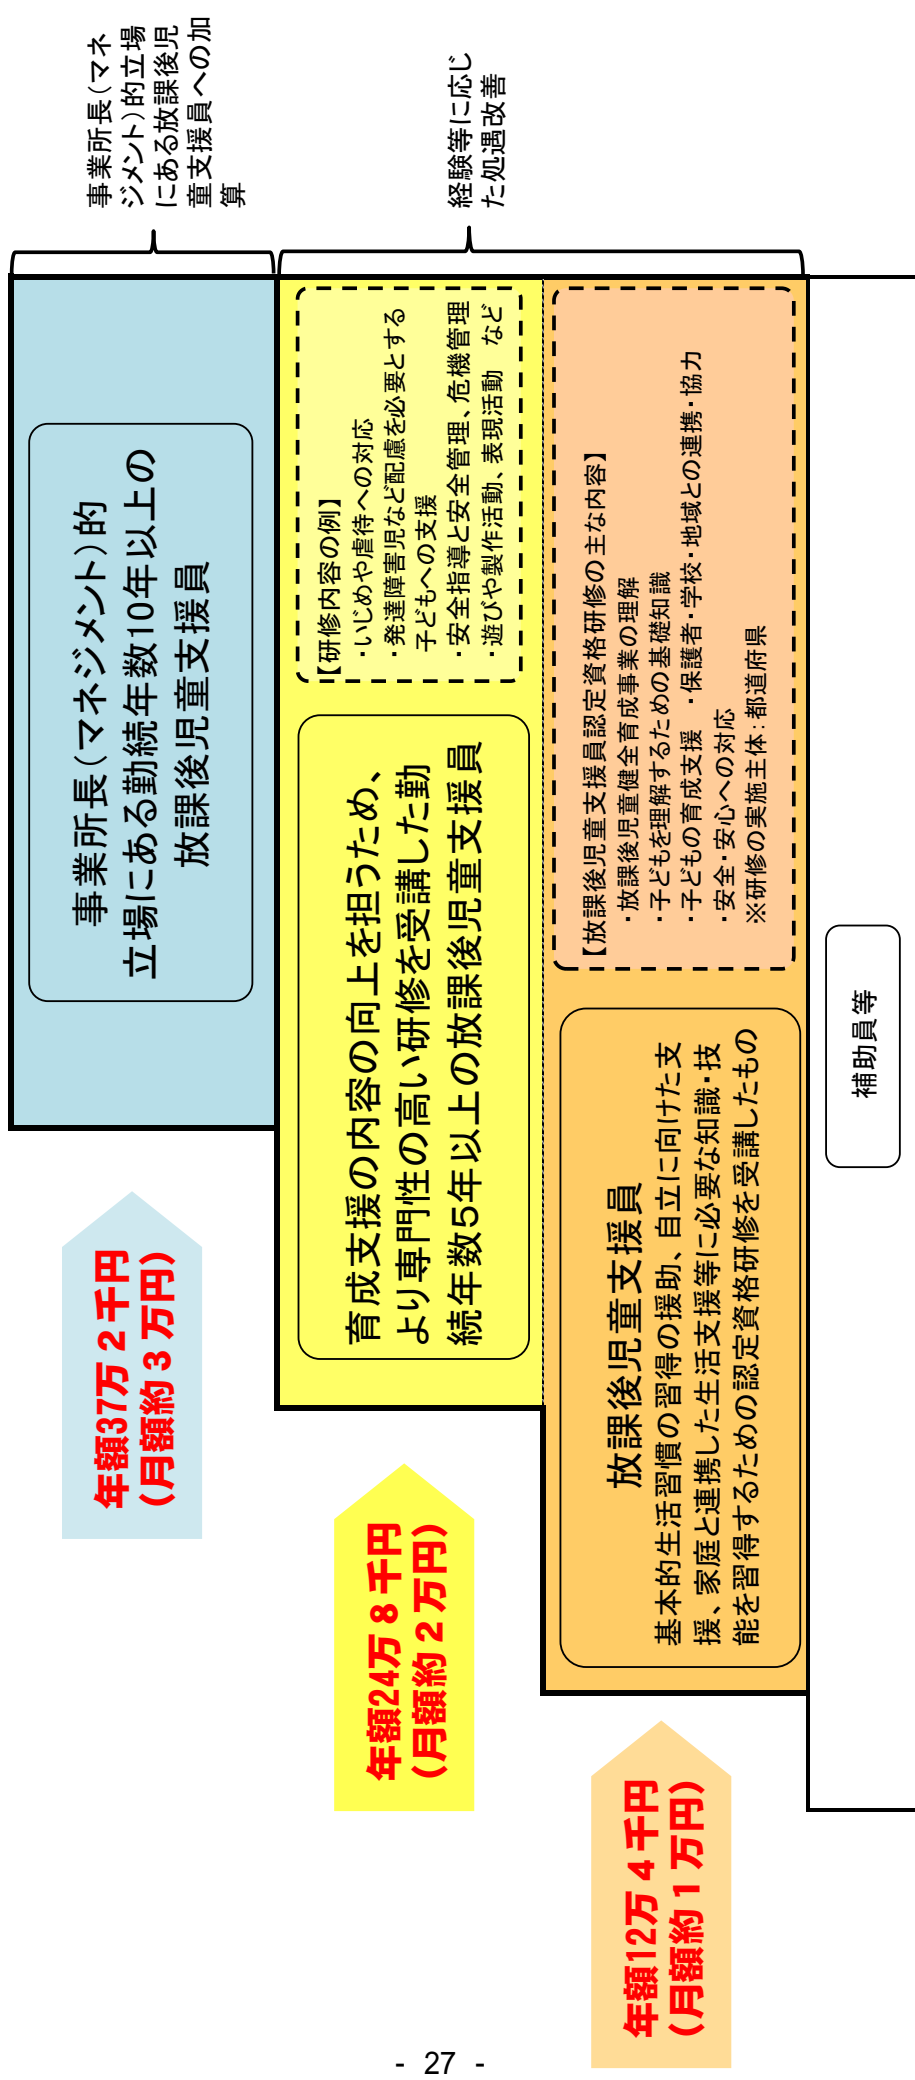 事業所長（マネ
ジメント）的立場
にある放課後児
童支援員への加
算
事業所長（マネジメント）的
立場にある勤続年数10年以上の
放課後児童支援員
年額37万２千円
（月額約３万円）
経験等に応じ
た処遇改善
【研修内容の例】
・いじめや虐待への対応
・発達障害児など配慮を必要とする
子どもへの支援
・安全指導と安全管理、危機管理
・遊びや製作活動、表現活動　など
育成支援の内容の向上を担うため、
より専門性の高い研修を受講した勤
続年数５年以上の放課後児童支援員
年額24万８千円
（月額約２万円）
【放課後児童支援員認定資格研修の主な内容】
・放課後児童健全育成事業の理解
・子どもを理解するための基礎知識
・子どもの育成支援　・保護者・学校・地域との連携・協力
・安全・安心への対応
※研修の実施主体：都道府県
放課後児童支援員
基本的生活習慣の習得の援助、自立に向けた支
援、家庭と連携した生活支援等に必要な知識・技
能を習得するための認定資格研修を受講したもの
年額12万４千円
（月額約１万円）
補助員等
- 27 -